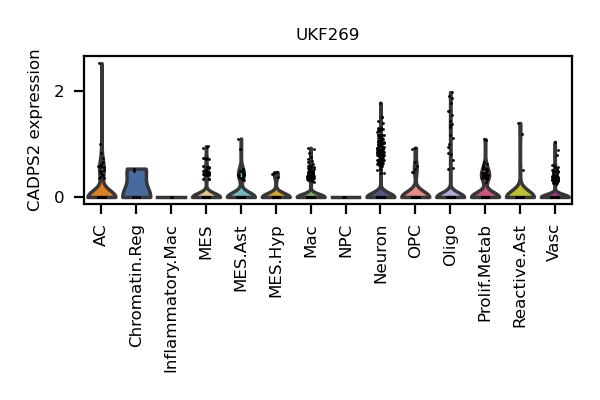 UKF269
CADPS2 expression
2
0
AC
Chromatin.Reg
Inflammatory.Mac
MES
MES.Ast
MES.Hyp
Mac
NPC
Neuron
OPC
Oligo
Prolif.Metab
Reactive.Ast
Vasc